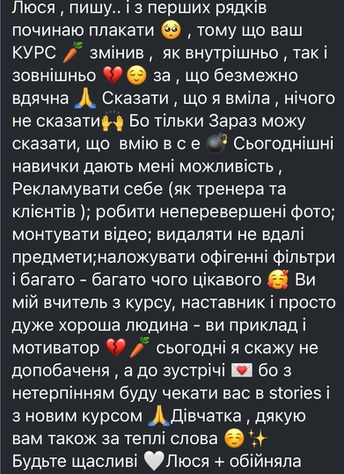 Люся , пишу.. і з перших рядків
починаю плакати 🥺 , тому що ваш
КУРС 🥕 змінив , як внутрішньо , так і
зовнішньо 💔😌 за , що безмежно
вдячна 🙏 Сказати , що я вміла , нічого
не сказати🙌 Бо тільки Зараз можу
сказати, що вмію в с е 💣 Сьогоднішні
навички дають мені можливість ,
Рекламувати себе (як тренера та
клієнтів ); робити неперевершені фото;
монтувати відео; видаляти не вдалі
предмети;наложувати офігенні фільтри
і багато - багато чого цікавого 🥰 Ви
мій вчитель з курсу, наставник і просто
дуже хороша людина - ви приклад і
мотиватор 💔🥕 сьогодні я скажу не
допобаченя , а до зустрічі 💌 бо з
нетерпінням буду чекати вас в stories і
з новим курсом 🙏Дівчатка , дякую
вам також за теплі слова ☺️✨
Будьте щасливі 🤍Люся + обійняла